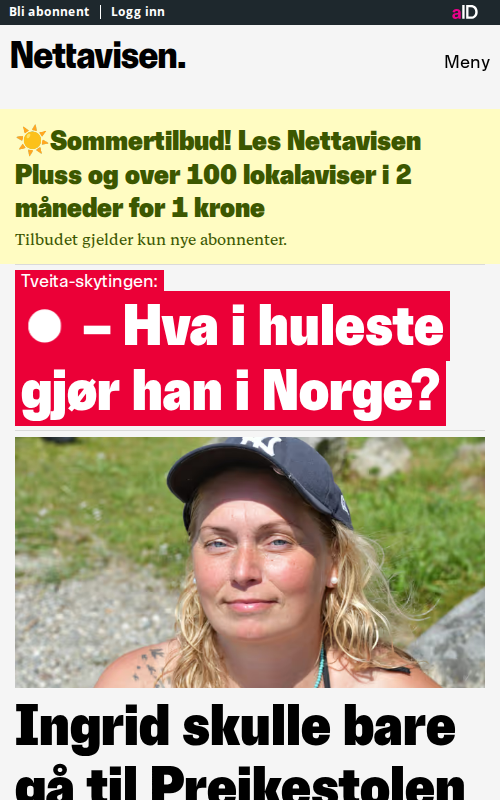 Bli abonnent
Logg inn
aID
Nettavisen.
Meny
Sommertilbud! Les Nettavisen
Pluss og over 100 lokalaviser i 2
måneder for 1 krone
Tilbudet gjelder kun nye abonnenter.
Tveita-skytingen:
– Hva i huleste
gjør han i Norge?
NY
Ingrid skulle bare
gå til Preikestolen